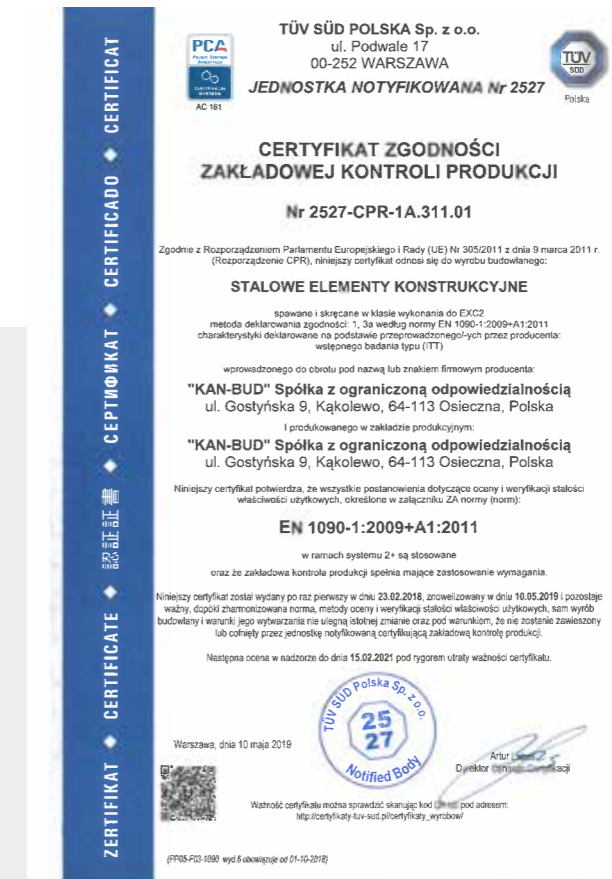 ZERTIFIKAT ◆ CERTIFICATE ◆ 認証証書 ◆ СЕРТИФИКАТ ◆ CERTIFICADO ◆ CERTIFICAT
PCA
AC 161
TÜV SÜD POLSKA Sp. z o.o.
ul. Podwale 17
00-252 WARSZAWA
JEDNOSTKA NOTYFIKOWANA Nr 2527
TÜV
SÜD
Polska
CERTYFIKAT ZGODNOŚCI
ZAKŁADOWEJ KONTROLI PRODUKCJI
Nr 2527-CPR-1A.311.01
Zgodnie z Rozporządzeniem Parlamentu Europejskiego i Rady (UE) Nr 305/2011 z dnia 9 marca 2011 r.
(Rozporządzenie CPR), niniejszy certyfikat odnosi się do wyrobu budowlanego:
STALOWE ELEMENTY KONSTRUKCYJNE
spawane i skręcane w klasie wykonania do EXC2
metoda deklarowania zgodności: 1, 3a według normy EN 1090-1:2009+A1:2011
charakterystyki deklarowane na podstawie przeprowadzonego/-ych przez producenta:
wstępnego badania typu (ITT)
wprowadzonego do obrotu pod nazwą lub znakiem firmowym producenta:
"KAN-BUD" Spółka z ograniczoną odpowiedzialnością
ul. Gostyńska 9, Kąkolewo, 64-113 Osieczna, Polska
I produkowanego w zakładzie produkcyjnym:
"KAN-BUD" Spółka z ograniczoną odpowiedzialnością
ul. Gostyńska 9, Kąkolewo, 64-113 Osieczna, Polska
Niniejszy certyfikat potwierdza, że wszystkie postanowienia dotyczące oceny i weryfikacji stałości
właściwości użytkowych, określone w załączniku ZA normy (norm):
EN 1090-1:2009+A1:2011
w ramach systemu 2+ są stosowane
oraz że zakładowa kontrola produkcji spełnia mające zastosowanie wymagania.
Niniejszy certyfikat został wydany po raz pierwszy w dniu 23.02.2018, znowelizowany w dniu 10.05.2019 i pozostaje
ważny, dopóki zharmonizowana norma, metody oceny i weryfikacji stałości właściwości użytkowych, sam wyrób
budowlany i warunki jego wytwarzania nie ulegną istotnej zmianie oraz pod warunkiem, że nie zostanie zawieszony
lub cofnięty przez jednostkę notyfikowaną certyfikującą zakładową kontrolę produkcji.
Następna ocena w nadzorze do dnia 15.02.2021 pod rygorem utraty ważności certyfikatu.
TÜV SÜD Polska Sp. z o.o.
25
27
Notified Body
Warszawa, dnia 10 maja 2019
Artur
Ważność certyfikatu można sprawdzić skanując kod pod adresem:
http://certyfikaty-tuv-sud.pl/certyfikaty_wyrobow/
(PP05-F03-1090 wyd.6 obowiązuje od 01-10-2018)